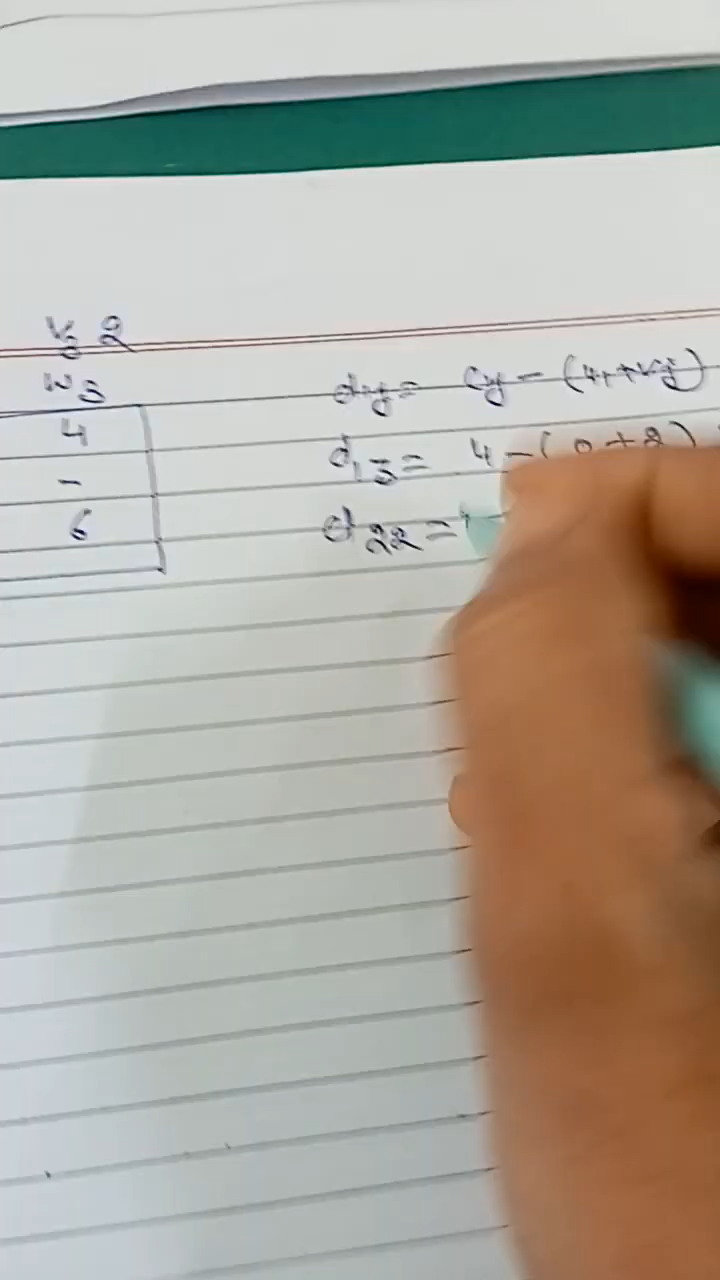 V3 2
W3
4
-
6
dij = Cij - (ui+vj)
d13 = 4 - (0+2)
d22 =